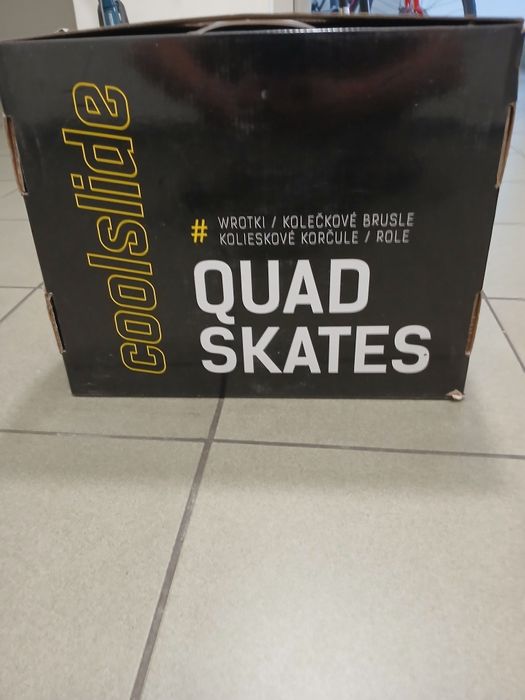 coolslide
# WROTKI / KOLEČKOVÉ BRUSLE
KOLIESKOVÉ KORČULE / ROLE
QUAD
SKATES